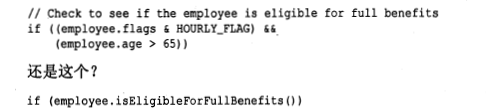 // Check to see if the employee is eligible for full benefits
if ((employee.flags & HOURLY_FLAG) &&
(employee.age > 65))
还是这个？
if (employee.isEligibleForFullBenefits())